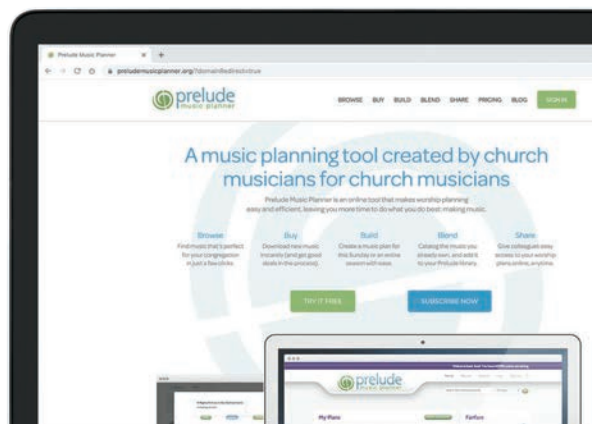 Prelude Music Planner
preludemusicplanner.org/?domainRedirect=true
prelude
music planner
BROWSE BUY BUILD BLEND SHARE PRICING BLOG SIGN IN
A music planning tool created by church
musicians for church musicians
Prelude Music Planner is an online tool that makes worship planning
easy and efficient, leaving you more time to do what you do best: making music.
Browse Buy Build Blend Share
Find music that's perfect Download new music Create a music plan for Catalog the music you Give colleagues easy
for your congregation instantly (and get good this Sunday or an entire already own, and add it access to your worship
in just a few clicks. deals in the process). season with ease. to your Prelude library. plans online, anytime.
TRY IT FREE SUBSCRIBE NOW
prelude
music planner
My Plans Fanfare